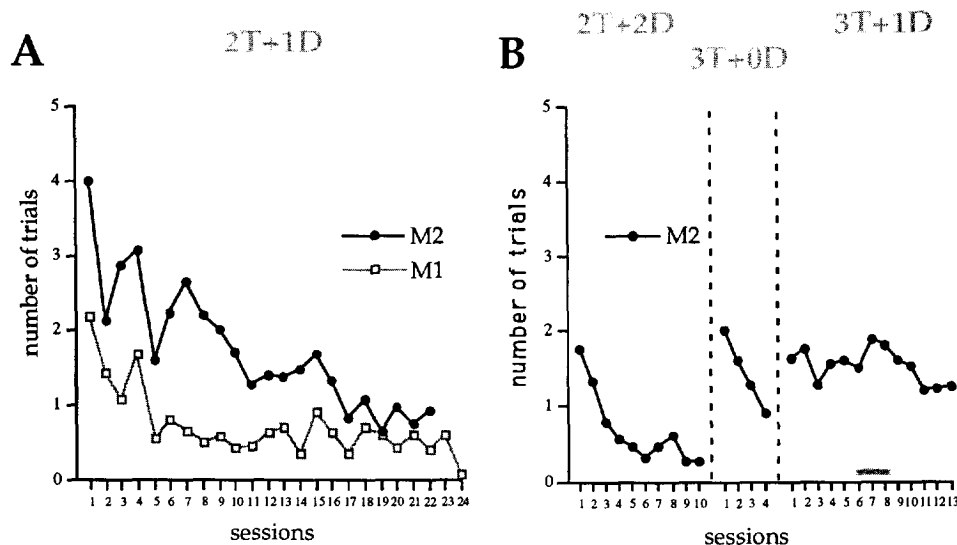 A
2T+1D
number of trials
5
4
3
2
1
0
M2
M1
1 2 3 4 5 6 7 8 9 10 11 12 13 14 15 16 17 18 19 20 21 22 23 24
sessions
B
2T+2D
3T+0D
3T+1D
number of trials
5
4
3
2
1
0
M2
1 2 3 4 5 6 7 8 9 10
1 2 3 4
1 2 3 4 5 6 7 8 9 10 11 12 13
sessions
sessions